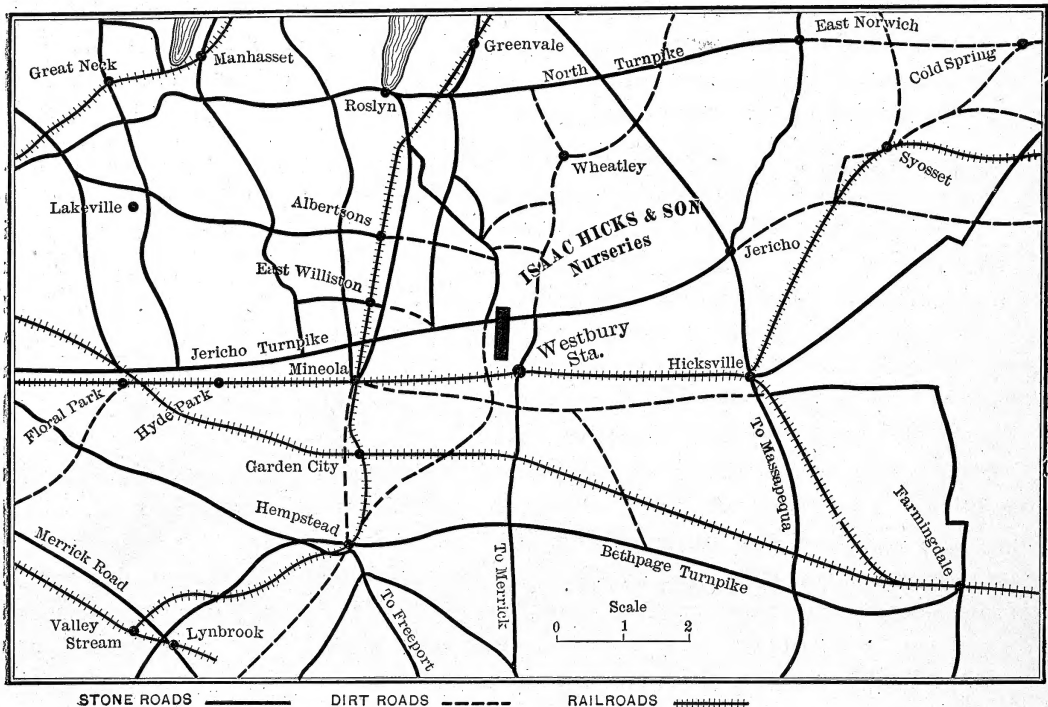 East Norwich
Greenvale
Great Neck
Manhasset
North Turnpike
Cold Spring
Roslyn
Wheatley
Syosset
Lakeville
Albertsons
ISAAC HICKS & SON
Nurseries
Jericho
East Williston
Jericho Turnpike
Westbury
Sta.
Mineola
Hicksville
Floral Park
Hyde Park
Garden City
To Massapequa
Farmingdale
Hempstead
Merrick Road
To Merrick
Bethpage Turnpike
To Freeport
Scale
0 1 2
Valley
Stream
Lynbrook
STONE ROADS DIRT ROADS RAILROADS